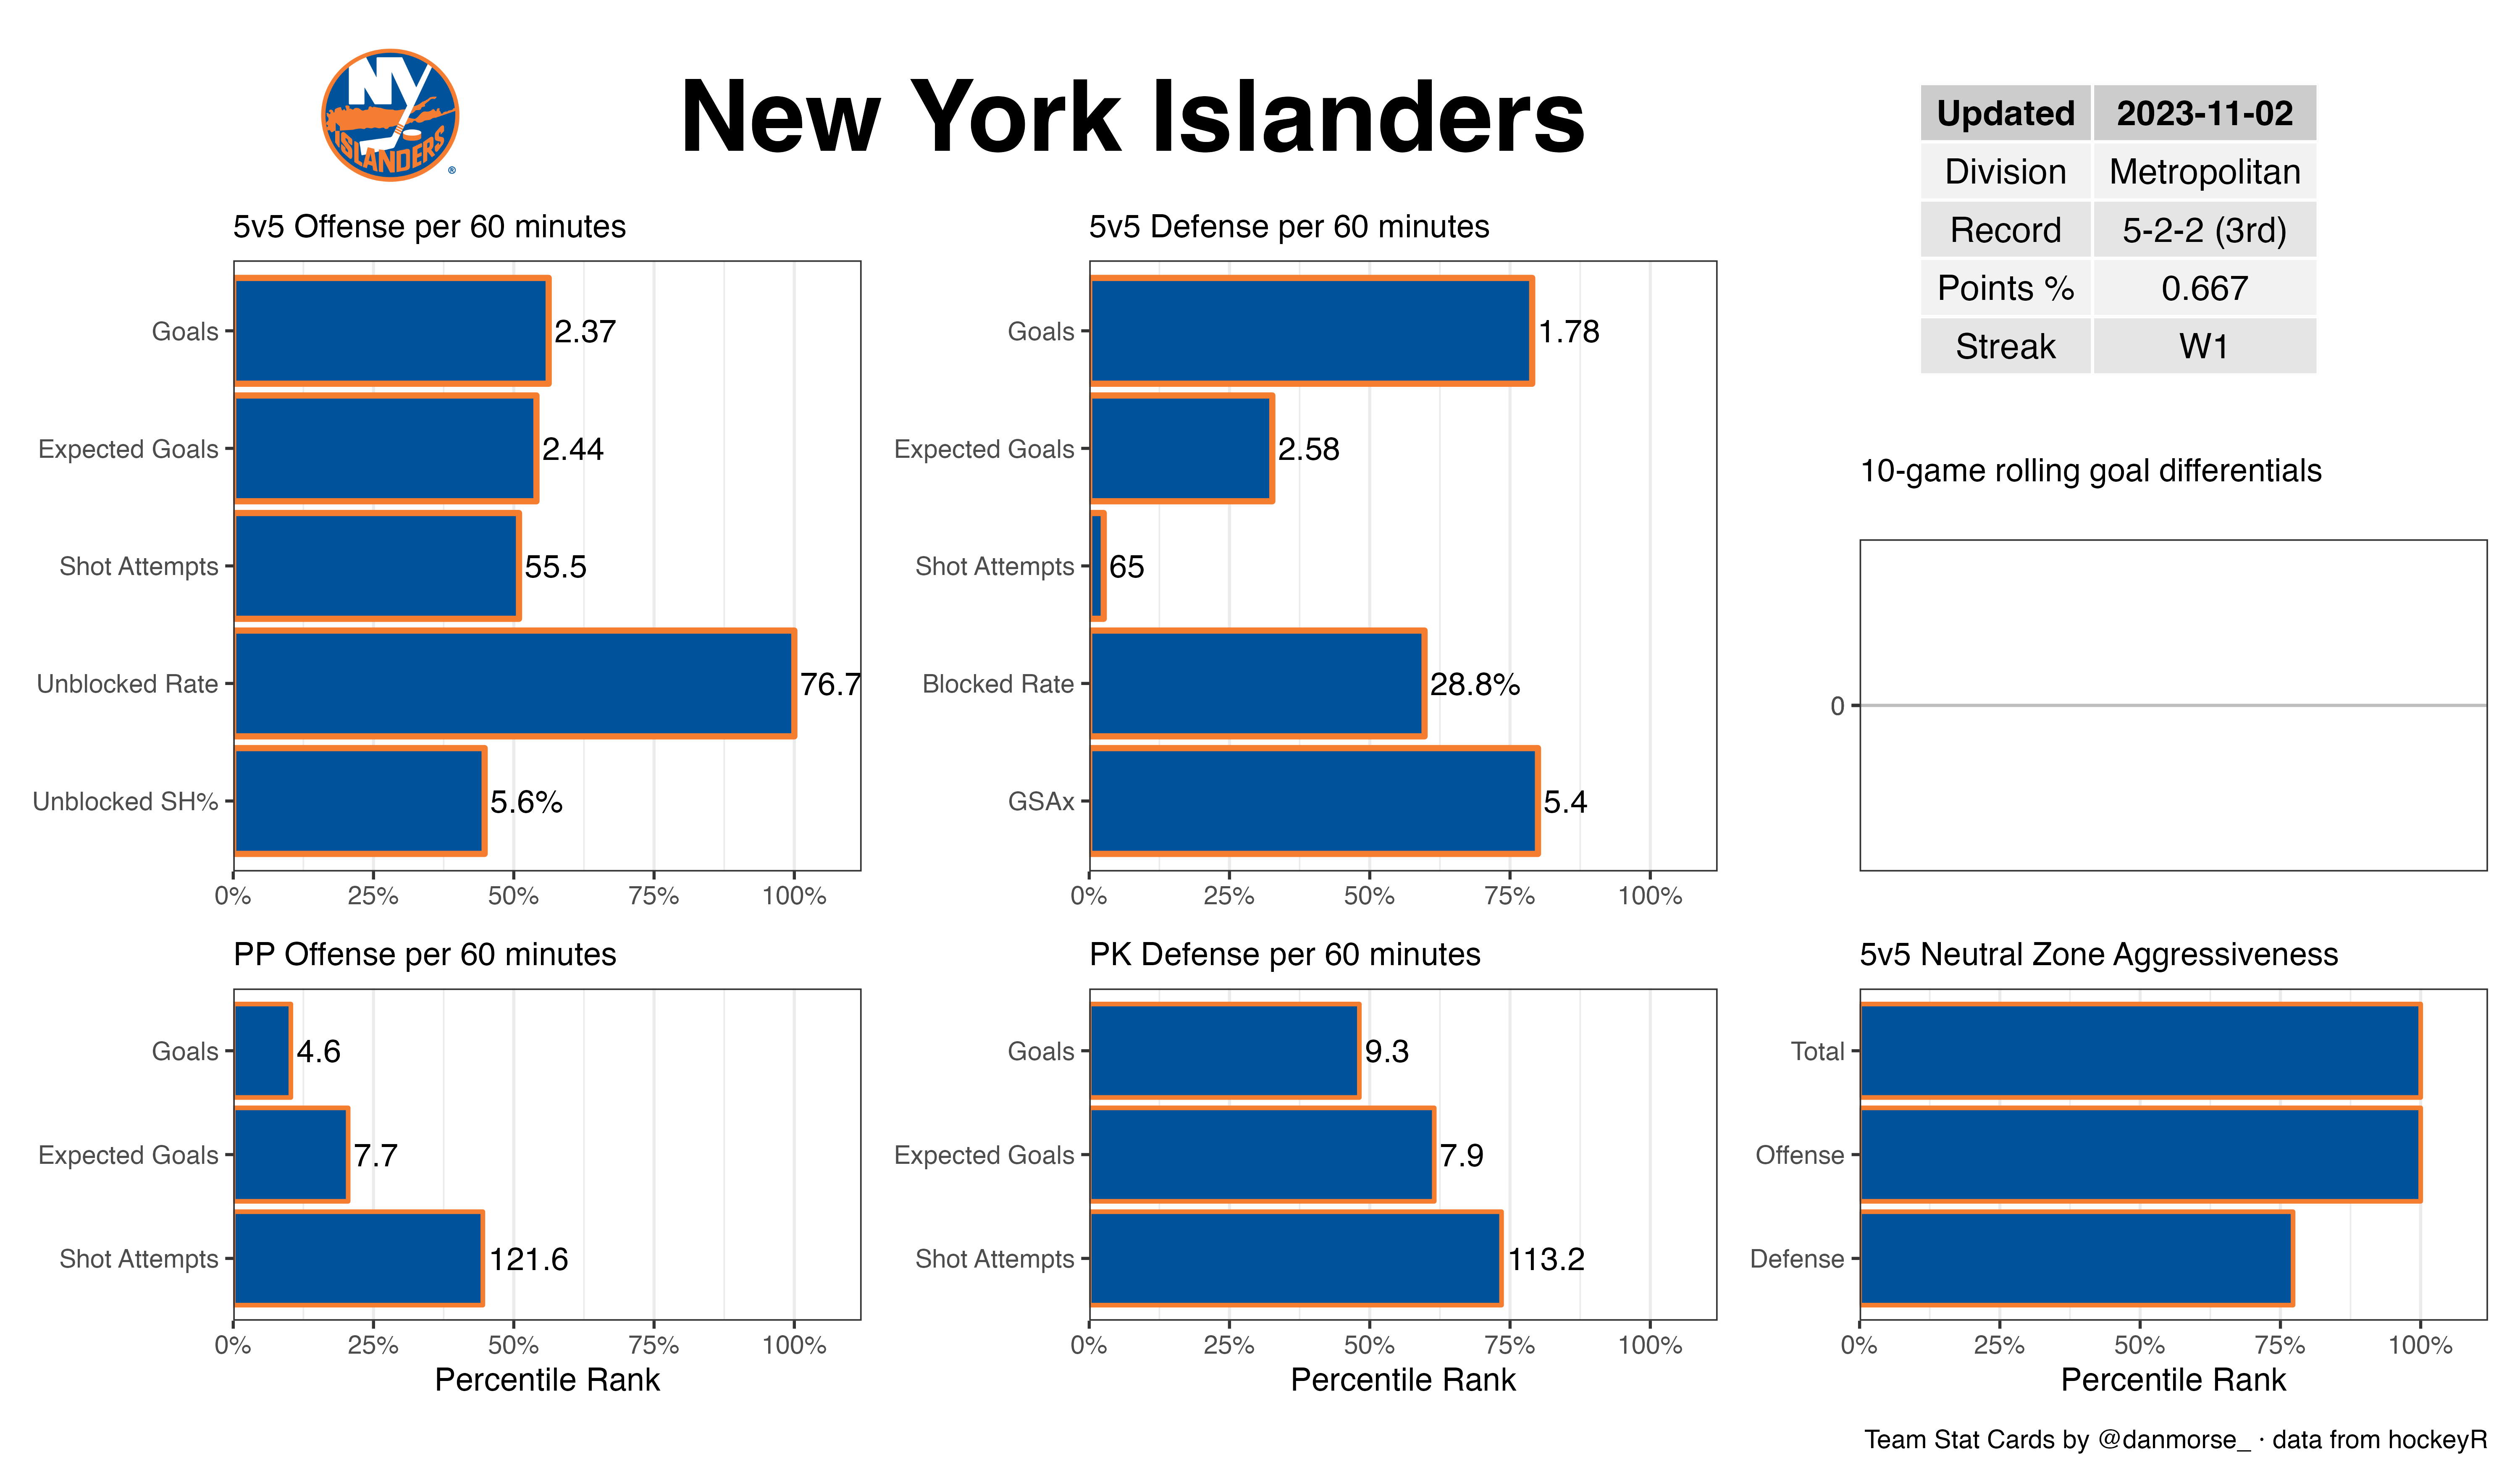 NY
ISLANDERS
®
New York Islanders
Updated 2023-11-02
Division Metropolitan
Record 5-2-2 (3rd)
Points % 0.667
Streak W1
5v5 Offense per 60 minutes
Goals 2.37
Expected Goals 2.44
Shot Attempts 55.5
Unblocked Rate 76.7
Unblocked SH% 5.6%
0% 25% 50% 75% 100%
5v5 Defense per 60 minutes
Goals 1.78
Expected Goals 2.58
Shot Attempts 65
Blocked Rate 28.8%
GSAx 5.4
0% 25% 50% 75% 100%
10-game rolling goal differentials
0
PP Offense per 60 minutes
Goals 4.6
Expected Goals 7.7
Shot Attempts 121.6
0% 25% 50% 75% 100%
Percentile Rank
PK Defense per 60 minutes
Goals 9.3
Expected Goals 7.9
Shot Attempts 113.2
0% 25% 50% 75% 100%
Percentile Rank
5v5 Neutral Zone Aggressiveness
Total
Offense
Defense
0% 25% 50% 75% 100%
Percentile Rank
Team Stat Cards by @danmorse_ · data from hockeyR